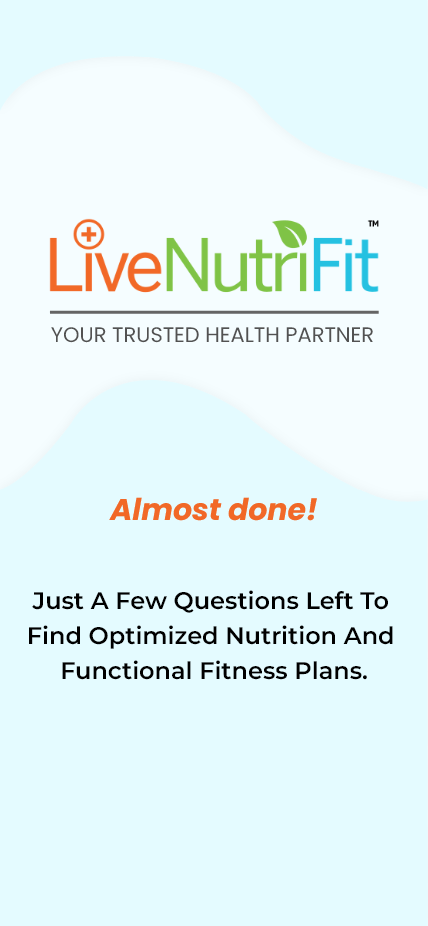 LiveNutriFit™
YOUR TRUSTED HEALTH PARTNER
Almost done!
Just A Few Questions Left To
Find Optimized Nutrition And
Functional Fitness Plans.